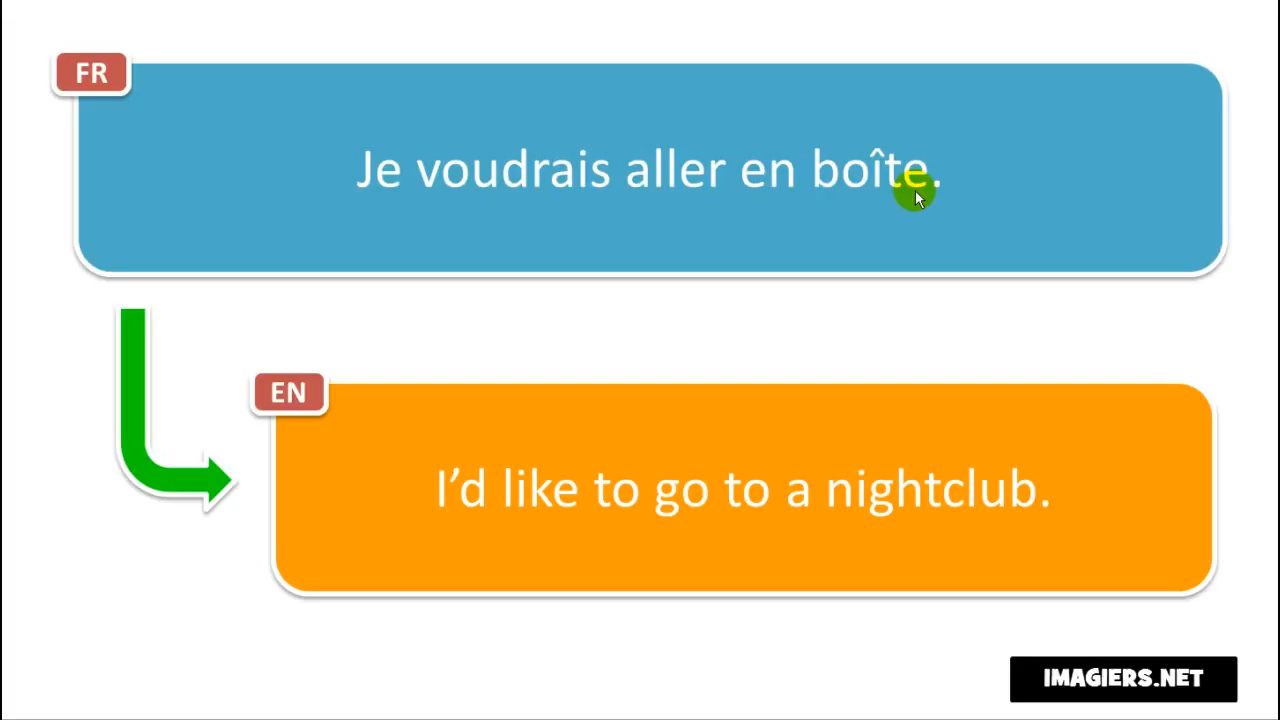 FR
Je voudrais aller en boîte.
EN
I’d like to go to a nightclub.
IMAGIERS.NET